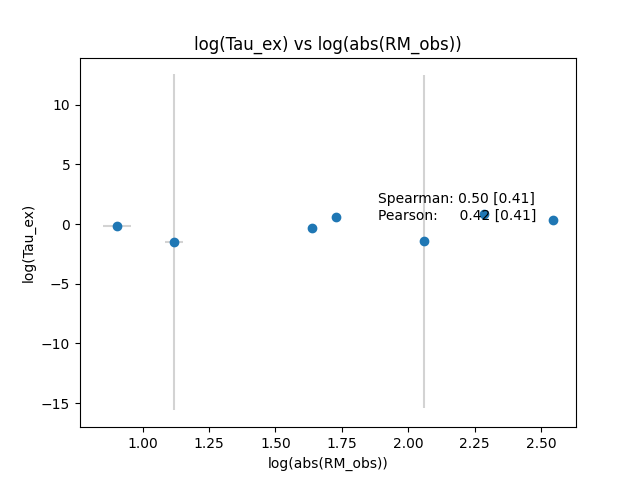 log(Tau_ex) vs log(abs(RM_obs))
10
5
0
−5
−10
−15
log(Tau_ex)
Spearman: 0.50 [0.41]
Pearson: 0.42 [0.41]
1.00 1.25 1.50 1.75 2.00 2.25 2.50
log(abs(RM_obs))